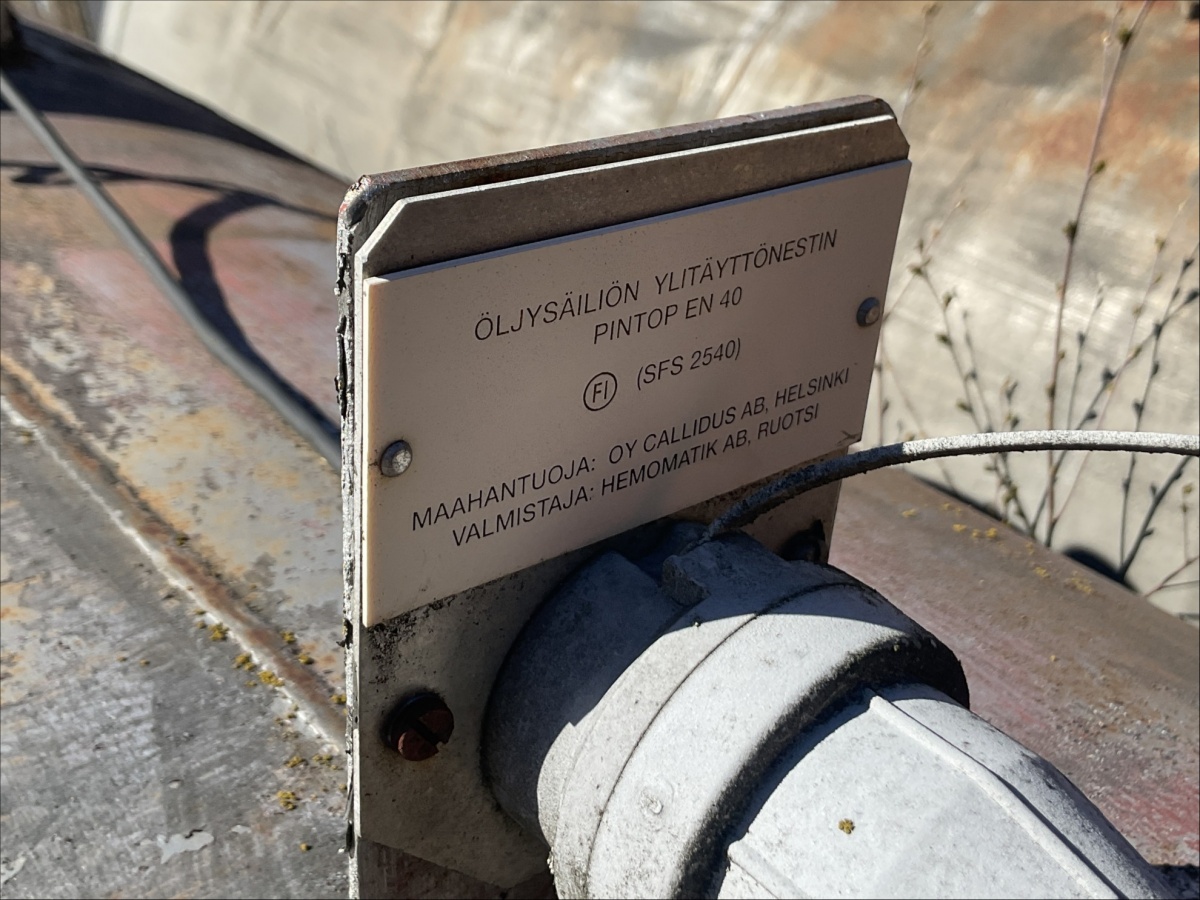 ÖLJYSÄILIÖN YLITÄYTTÖNESTIN
PINTOP EN 40
FI (SFS 2540)
MAAHANTUOJA: OY CALLIDUS AB, HELSINKI
VALMISTAJA: HEMOMATIK AB, RUOTSI